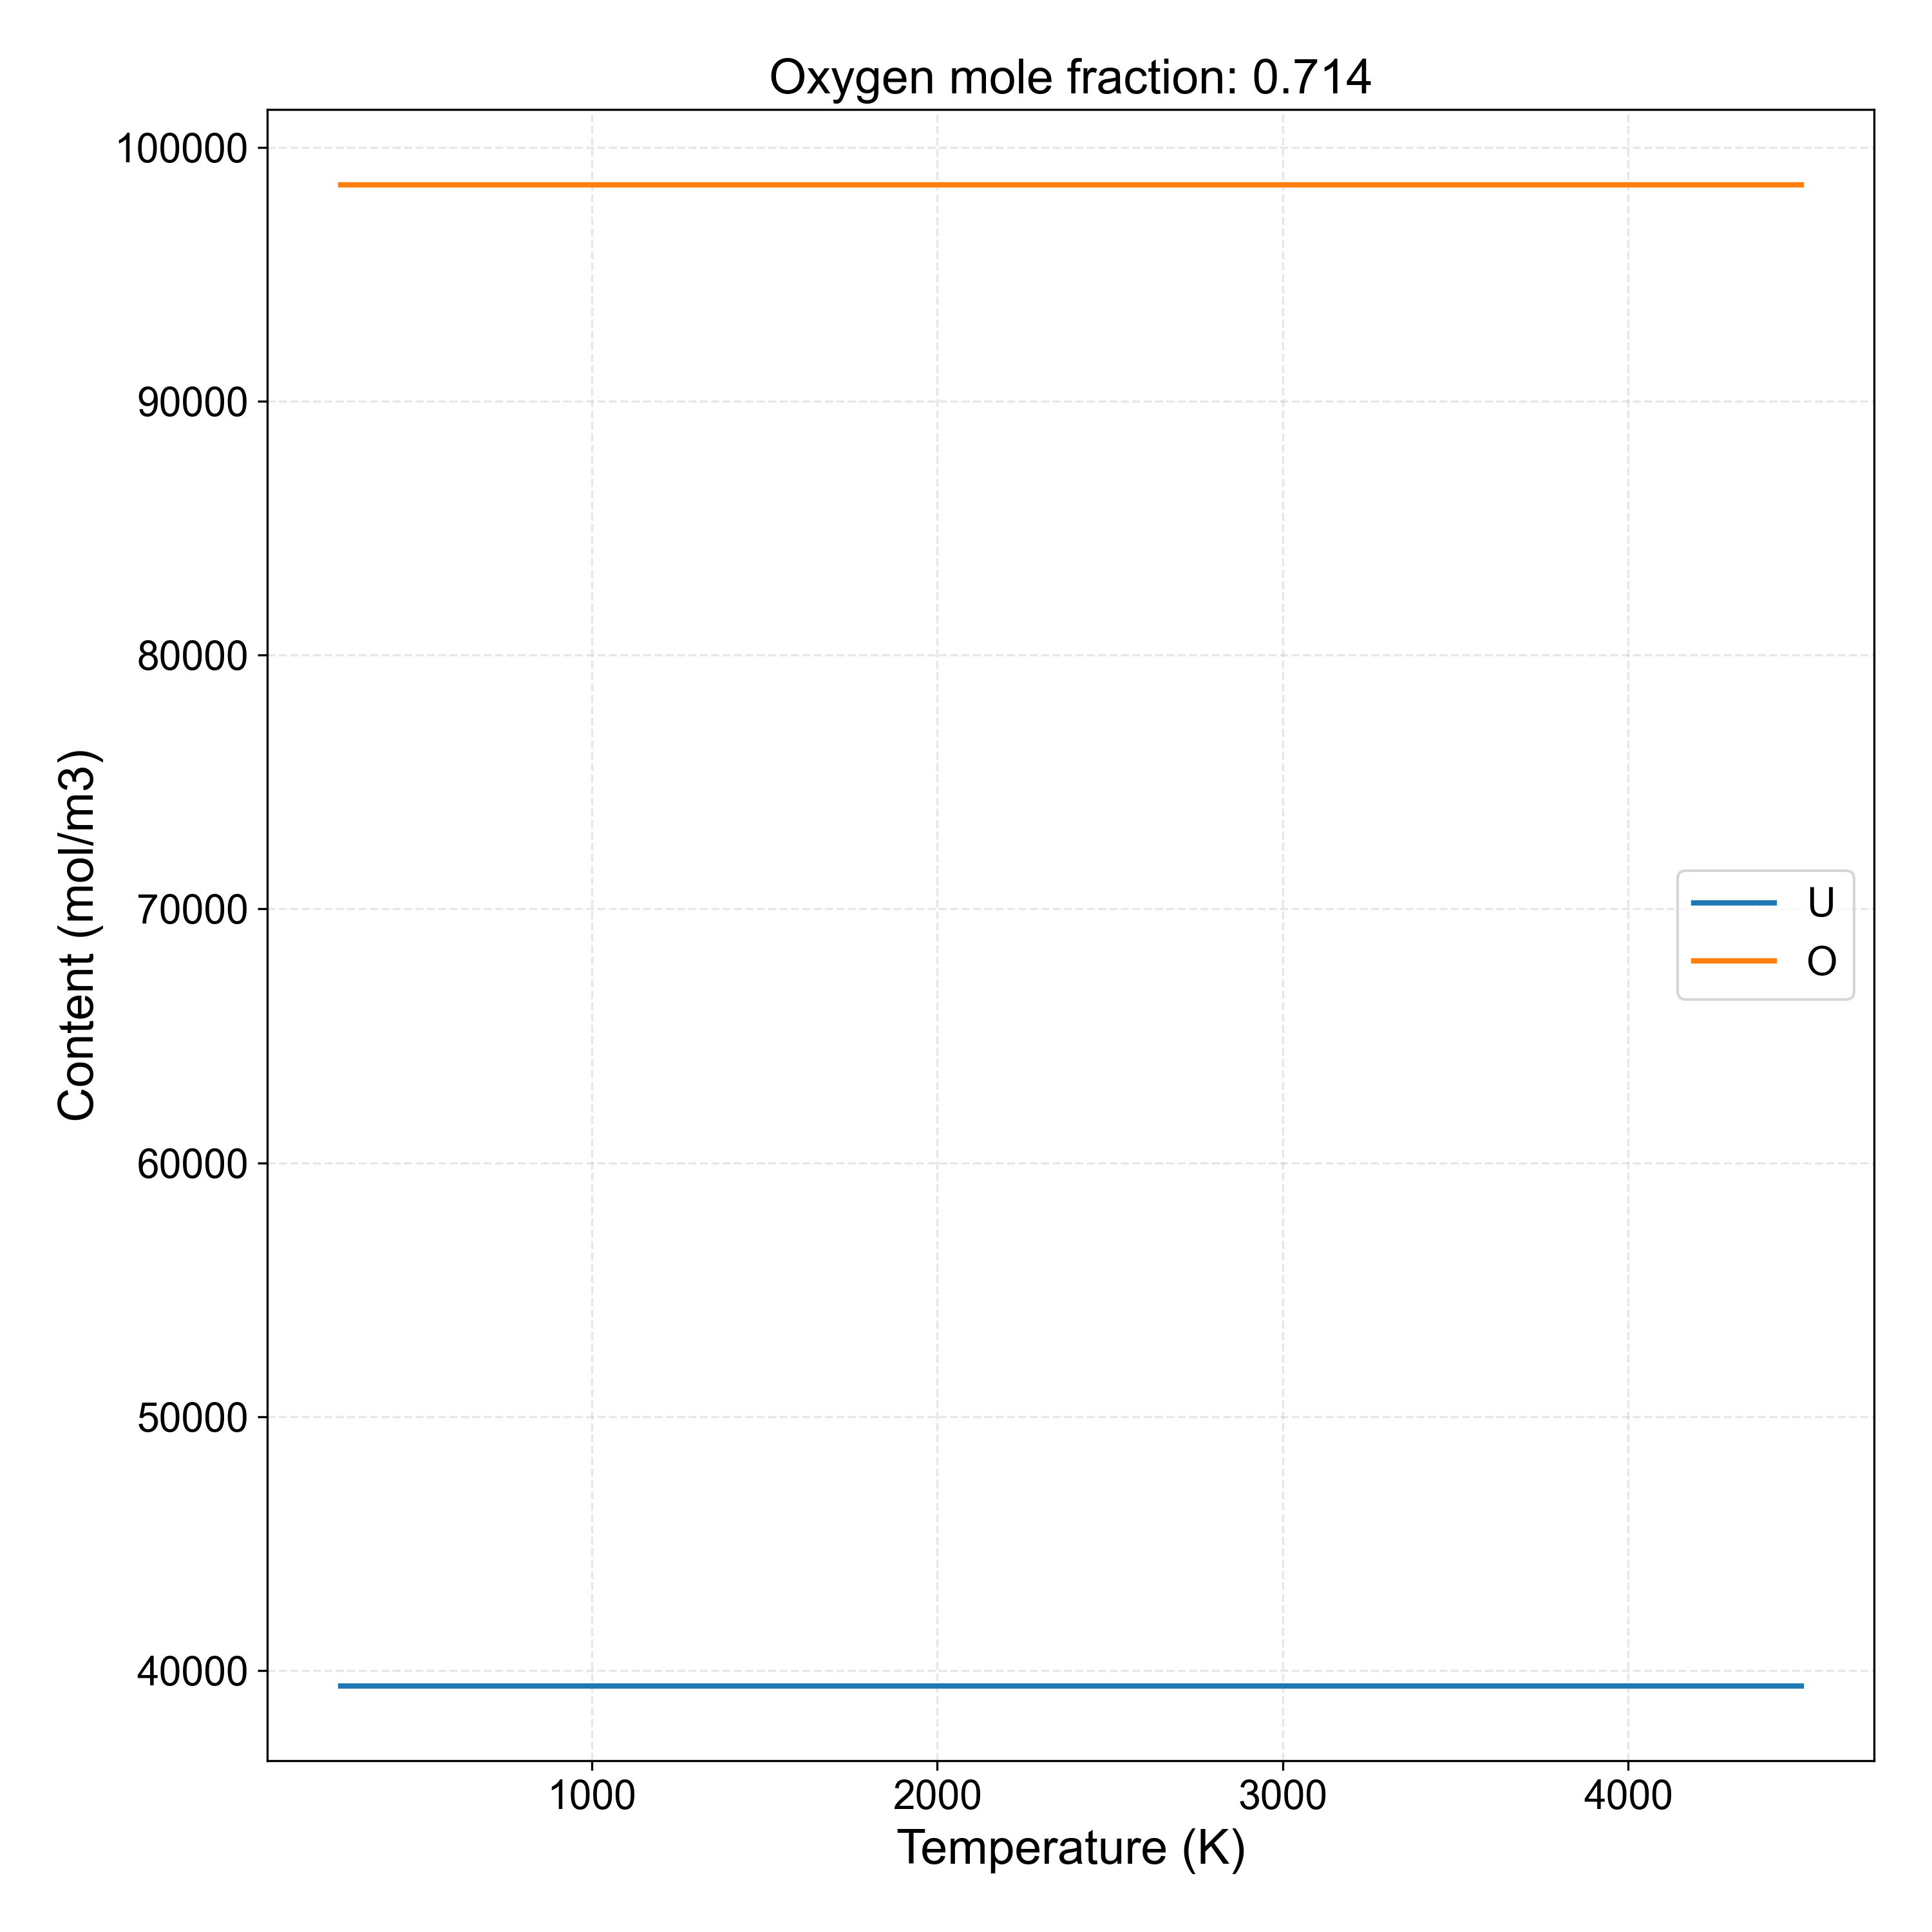 Oxygen mole fraction: 0.714
100000
90000
80000
70000
60000
50000
40000
Content (mol/m3)
U
O
1000 2000 3000 4000
Temperature (K)